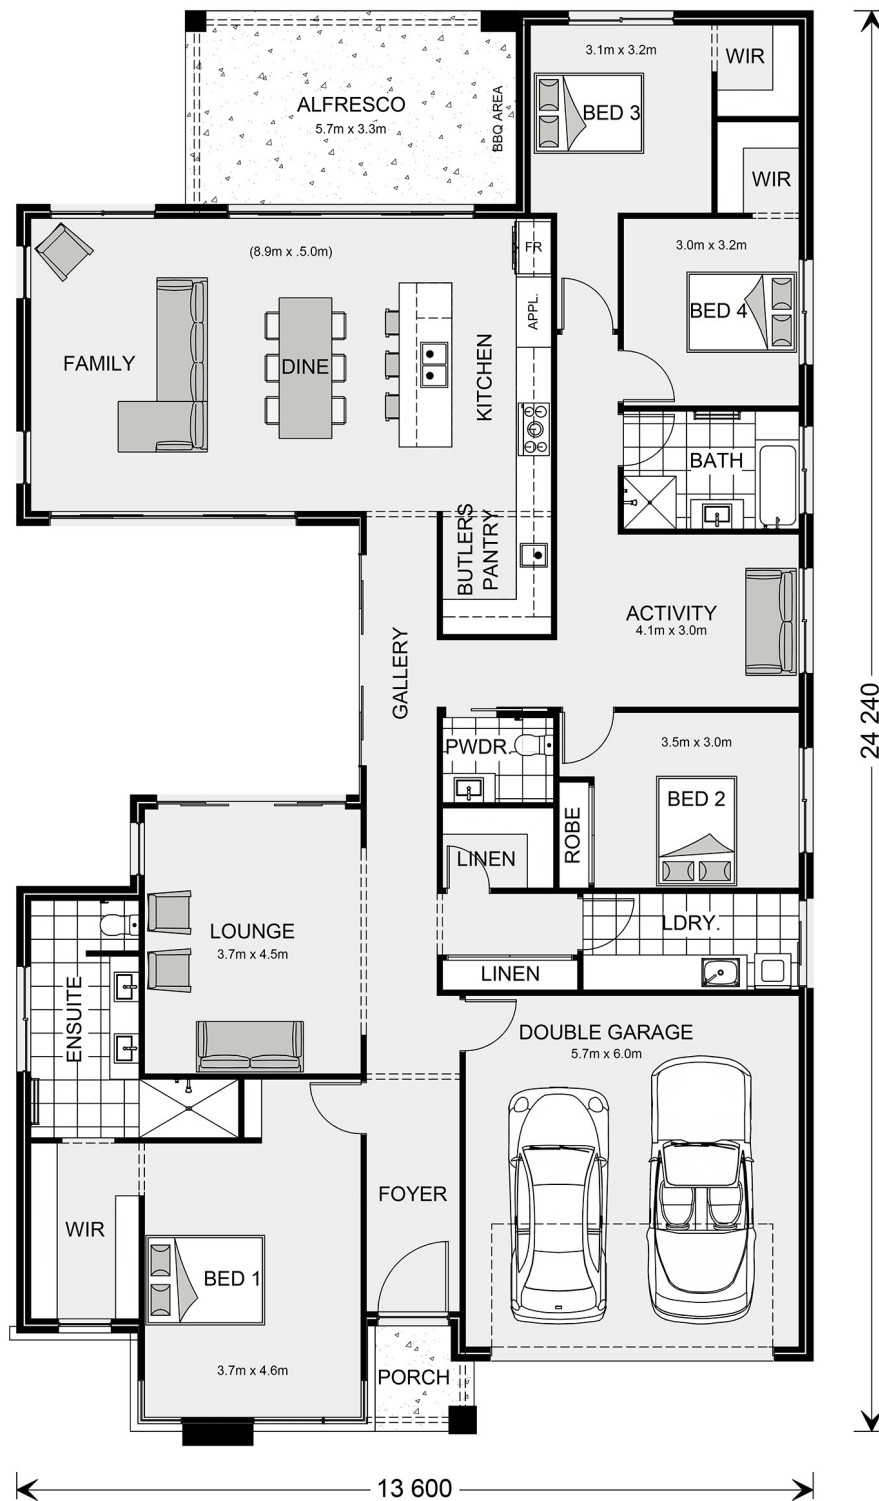 3.1m x 3.2m
WIR
ALFRESCO
5.7m x 3.3m
BBQ AREA
BED 3
WIR
(8.9m x .5.0m)
FR
3.0m x 3.2m
APPL.
BED 4
FAMILY
DINE
KITCHEN
BATH
BUTLERS
PANTRY
ACTIVITY
4.1m x 3.0m
GALLERY
24 240
PWDR.
3.5m x 3.0m
BED 2
ROBE
LINEN
LOUNGE
3.7m x 4.5m
LDRY.
LINEN
ENSUITE
DOUBLE GARAGE
5.7m x 6.0m
FOYER
WIR
BED 1
3.7m x 4.6m
PORCH
13 600